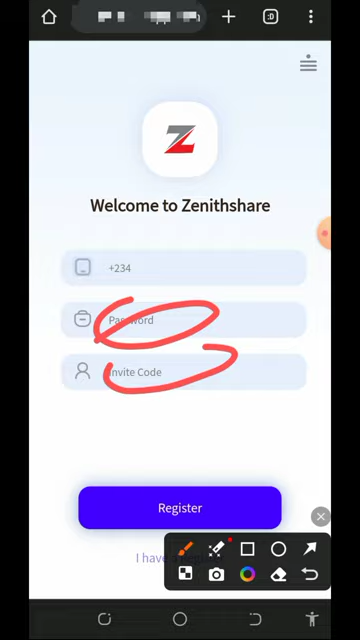 :D
Z
Welcome to Zenithshare
+234
Password
Invite Code
Register
I have a